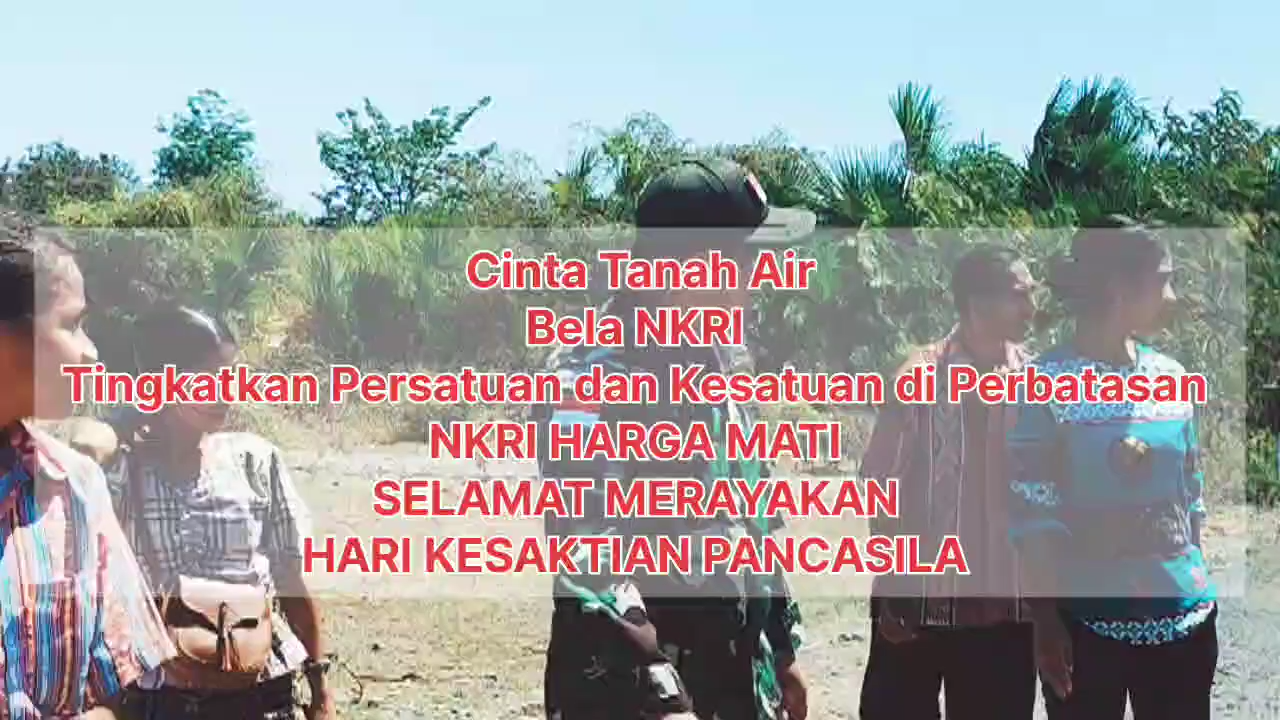 Cinta Tanah Air
Bela NKRI
Tingkatkan Persatuan dan Kesatuan di Perbatasan
NKRI HARGA MATI
SELAMAT MERAYAKAN
HARI KESAKTIAN PANCASILA